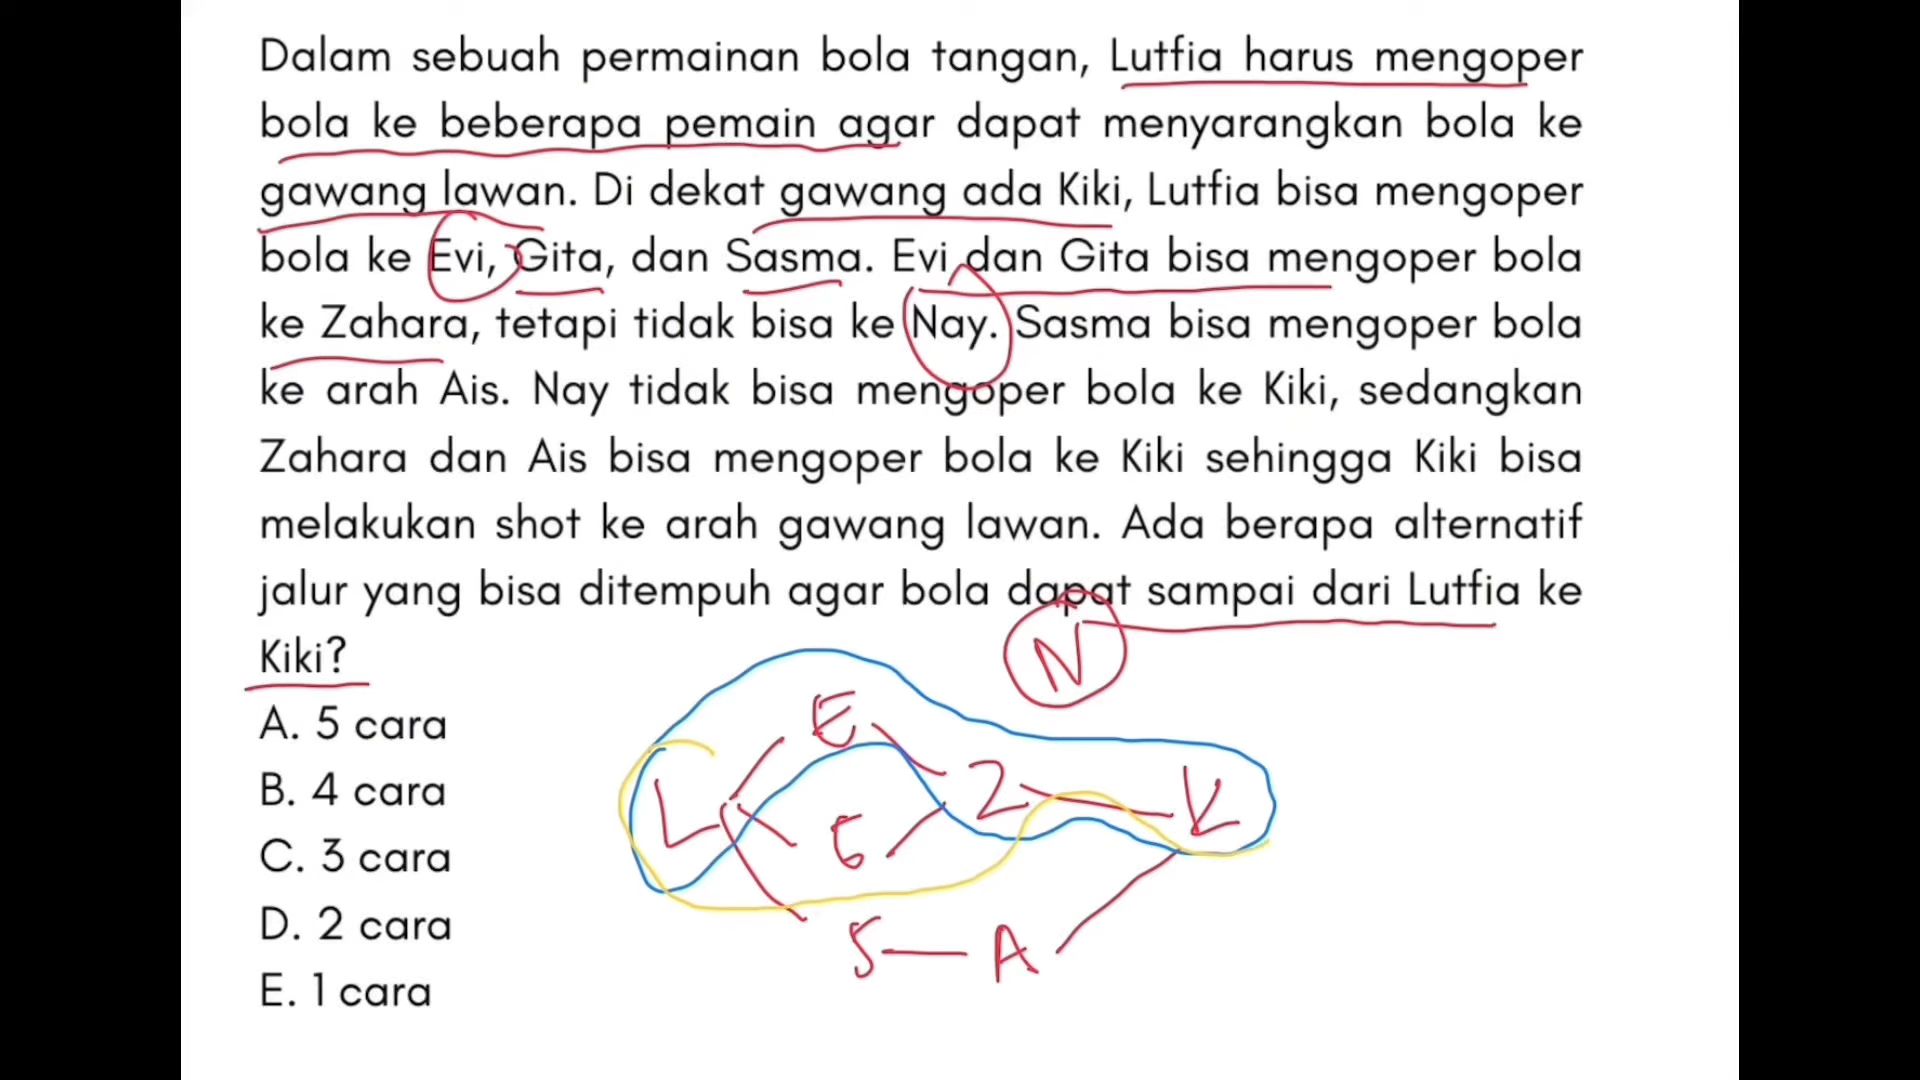 Dalam sebuah permainan bola tangan, Lutfia harus mengoper
bola ke beberapa pemain agar dapat menyarangkan bola ke
gawang lawan. Di dekat gawang ada Kiki, Lutfia bisa mengoper
bola ke Evi, Gita, dan Sasma. Evi dan Gita bisa mengoper bola
ke Zahara, tetapi tidak bisa ke Nay. Sasma bisa mengoper bola
ke arah Ais. Nay tidak bisa mengoper bola ke Kiki, sedangkan
Zahara dan Ais bisa mengoper bola ke Kiki sehingga Kiki bisa
melakukan shot ke arah gawang lawan. Ada berapa alternatif
jalur yang bisa ditempuh agar bola dapat sampai dari Lutfia ke
Kiki?
A. 5 cara
B. 4 cara
C. 3 cara
D. 2 cara
E. 1 cara
N
E
L Z K
G
S A